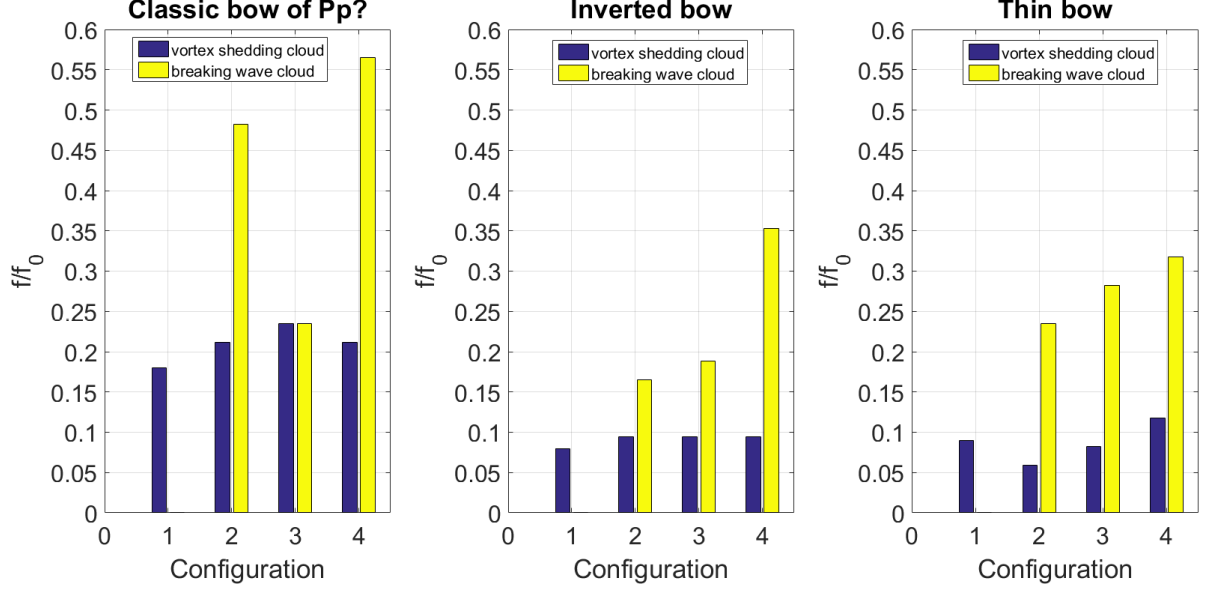 Classic bow of Pp?
vortex shedding cloud
breaking wave cloud
0.6
0.55
0.5
0.45
0.4
0.35
0.3
0.25
0.2
0.15
0.1
0.05
0
f/f0
0 1 2 3 4
Configuration
Inverted bow
vortex shedding cloud
breaking wave cloud
0.6
0.55
0.5
0.45
0.4
0.35
0.3
0.25
0.2
0.15
0.1
0.05
0
f/f0
0 1 2 3 4
Configuration
Thin bow
vortex shedding cloud
breaking wave cloud
0.6
0.55
0.5
0.45
0.4
0.35
0.3
0.25
0.2
0.15
0.1
0.05
0
f/f0
0 1 2 3 4
Configuration